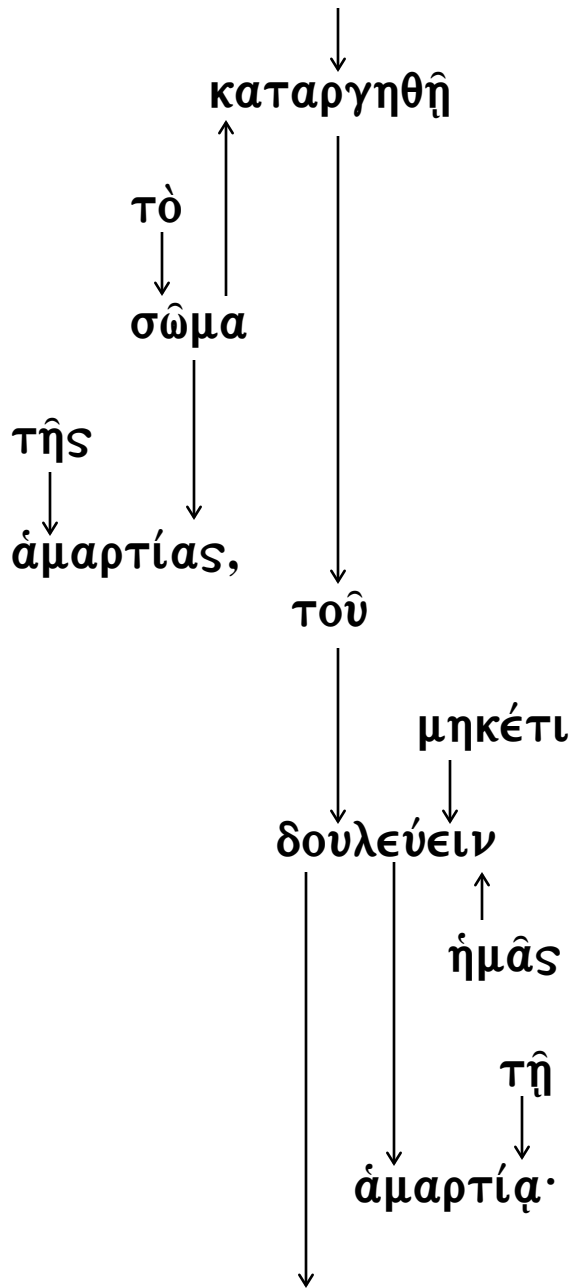 καταργηθῇ
τὸ
σῶμα
τῆς
ἁμαρτίας,
τοῦ
μηκέτι
δουλεύειν
ἡμᾶς
τῇ
ἁμαρτίᾳ·